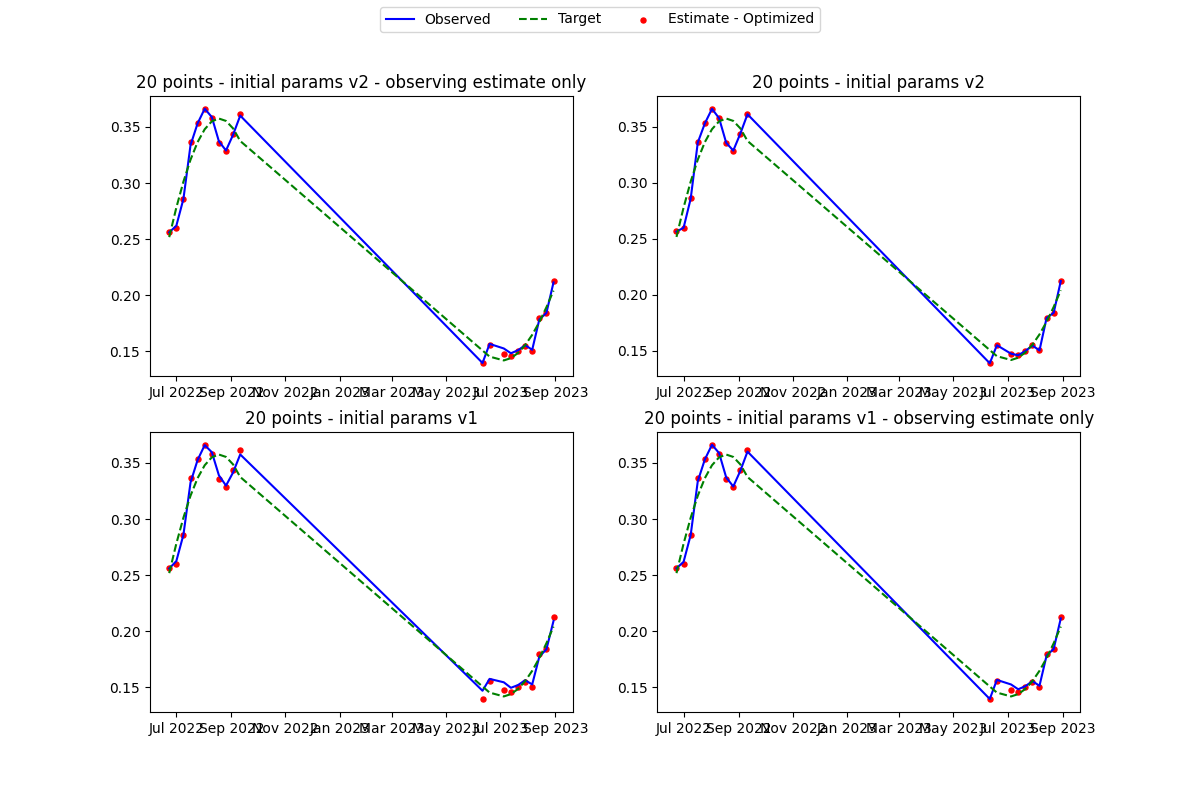 Observed Target Estimate - Optimized
20 points - initial params v2 - observing estimate only
20 points - initial params v2
0.35
0.30
0.25
0.20
0.15
0.35
0.30
0.25
0.20
0.15
Jul 2022 Sep 2022 Nov 2022 Jan 2023 Mar 2023 May 2023 Jul 2023 Sep 2023
Jul 2022 Sep 2022 Nov 2022 Jan 2023 Mar 2023 May 2023 Jul 2023 Sep 2023
20 points - initial params v1
20 points - initial params v1 - observing estimate only
0.35
0.30
0.25
0.20
0.15
0.35
0.30
0.25
0.20
0.15
Jul 2022 Sep 2022 Nov 2022 Jan 2023 Mar 2023 May 2023 Jul 2023 Sep 2023
Jul 2022 Sep 2022 Nov 2022 Jan 2023 Mar 2023 May 2023 Jul 2023 Sep 2023